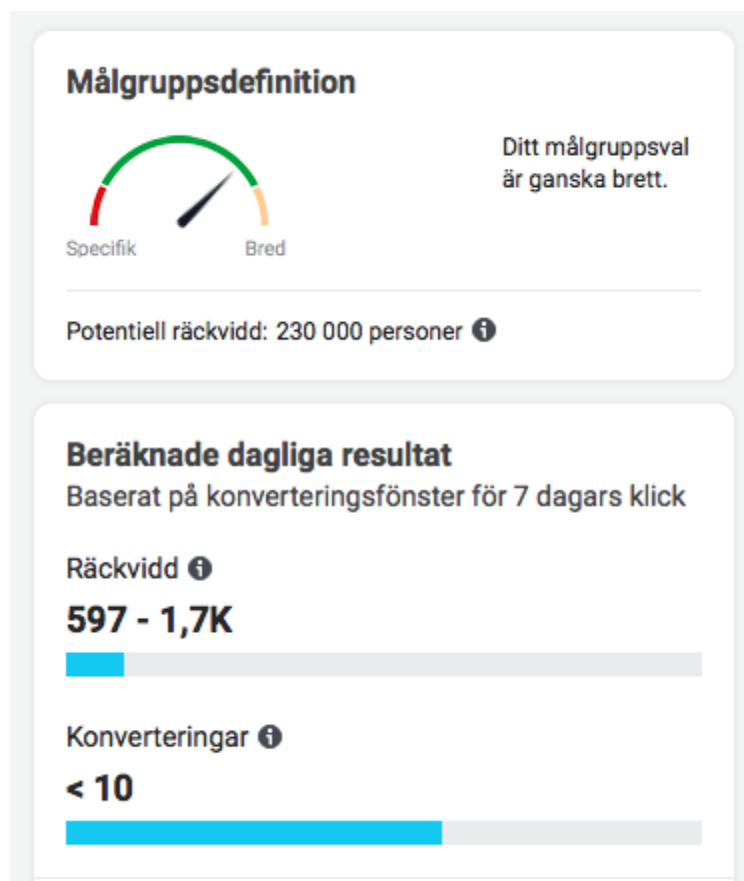 Målgruppsdefinition
Ditt målgruppsval
är ganska brett.
Specifik
Bred
Potentiell räckvidd: 230 000 personer
Beräknade dagliga resultat
Baserat på konverteringsfönster för 7 dagars klick
Räckvidd
597 - 1,7K
Konverteringar
< 10